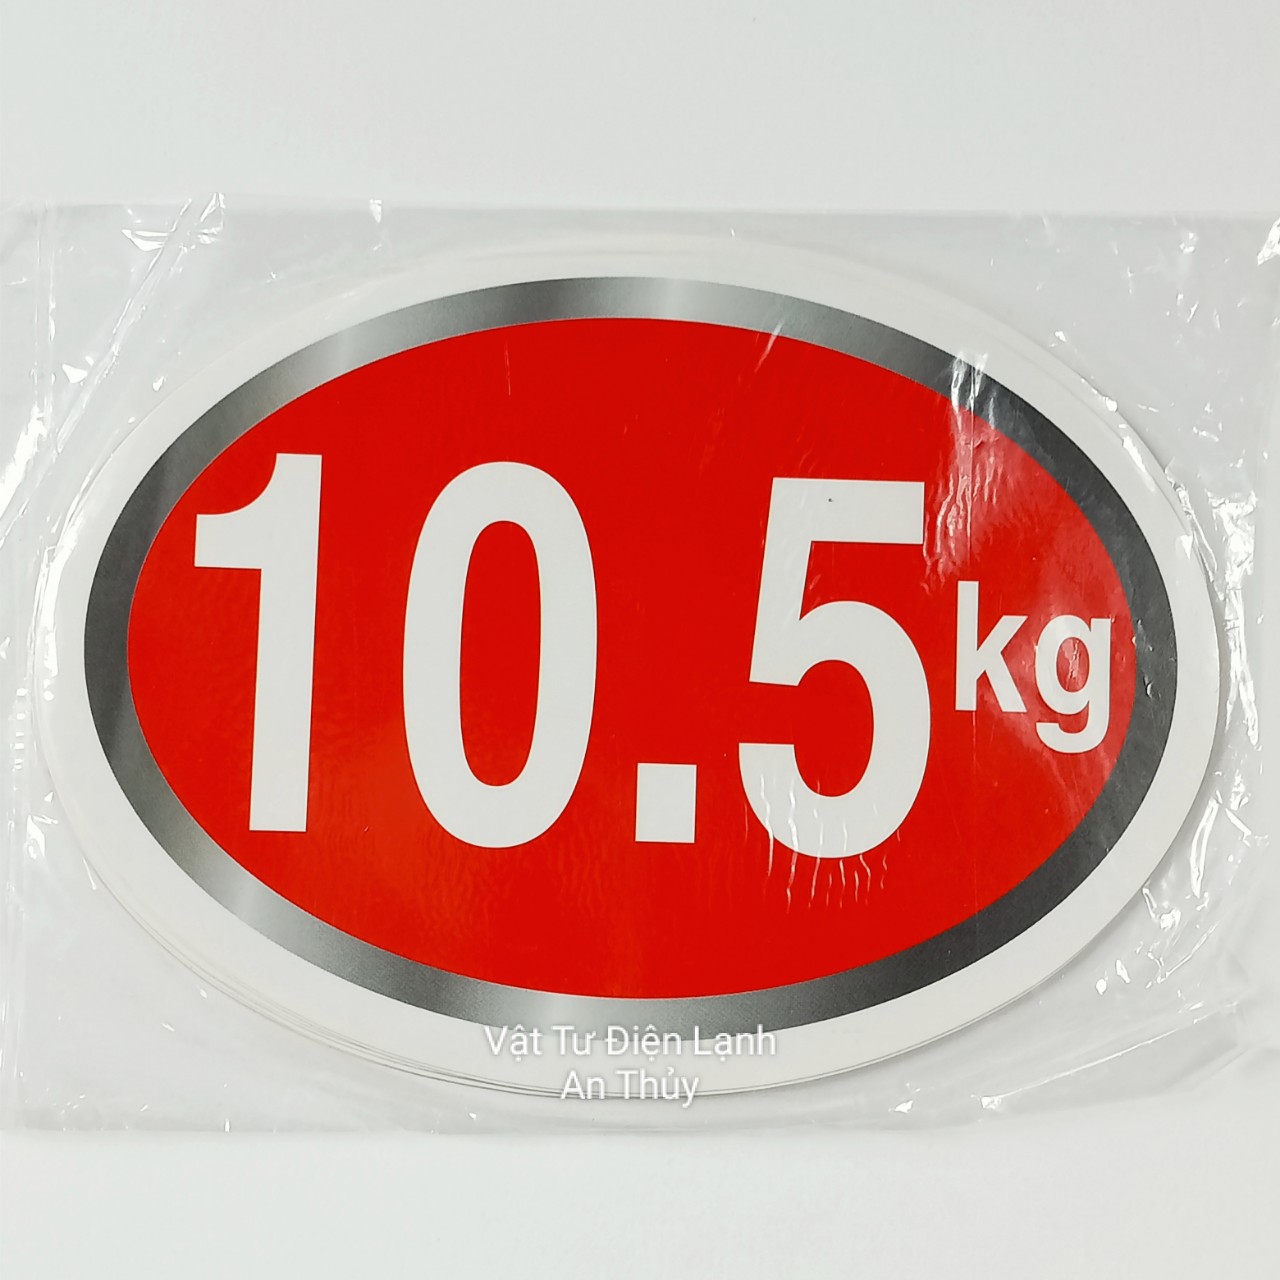 10.5kg
Vật Tư Điện Lạnh
An Thủy